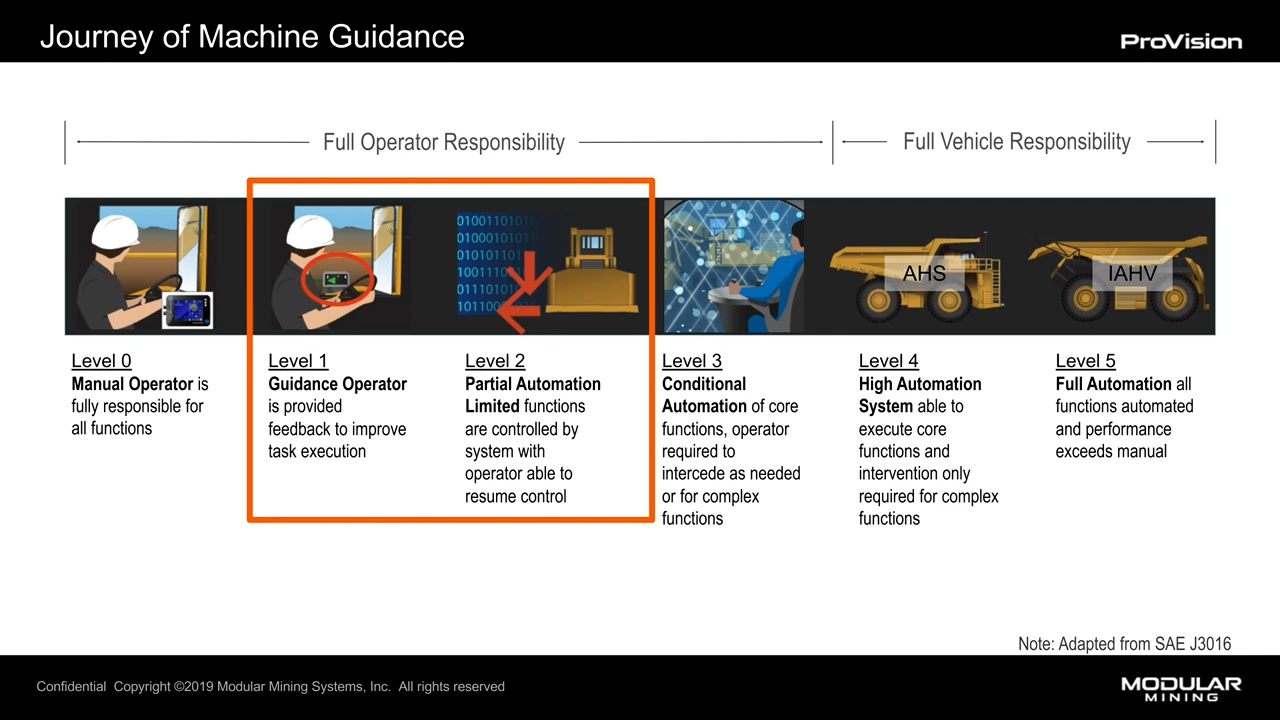 Journey of Machine Guidance
ProVision
Full Operator Responsibility
Full Vehicle Responsibility
AHS
IAHV
Level 0
Manual Operator is
fully responsible for
all functions
Level 1
Guidance Operator
is provided
feedback to improve
task execution
Level 2
Partial Automation
Limited functions
are controlled by
system with
operator able to
resume control
Level 3
Conditional
Automation of core
functions, operator
required to
intercede as needed
or for complex
functions
Level 4
High Automation
System able to
execute core
functions and
intervention only
required for complex
functions
Level 5
Full Automation all
functions automated
and performance
exceeds manual
Note: Adapted from SAE J3016
Confidential Copyright ©2019 Modular Mining Systems, Inc. All rights reserved
MODULAR
MINING